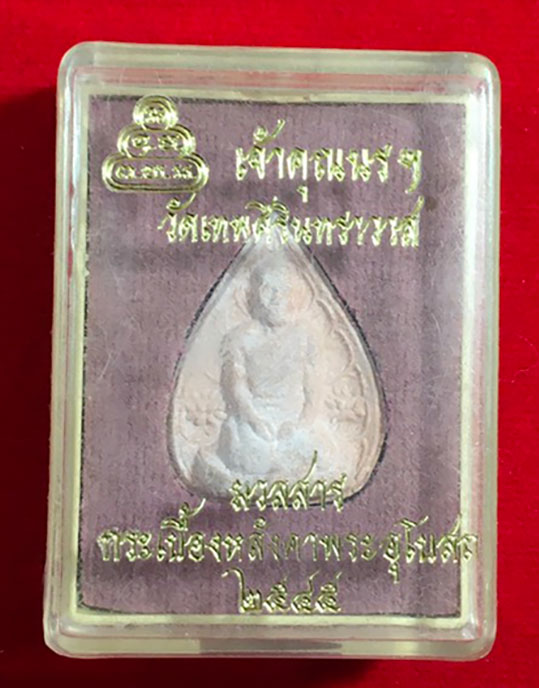 เจ้าคุณนรฯ
วัดเทพศิรินทราวาส
มวลสาร
กระเบื้องหลังคาพระอุโบสถ
๒๕๔๕